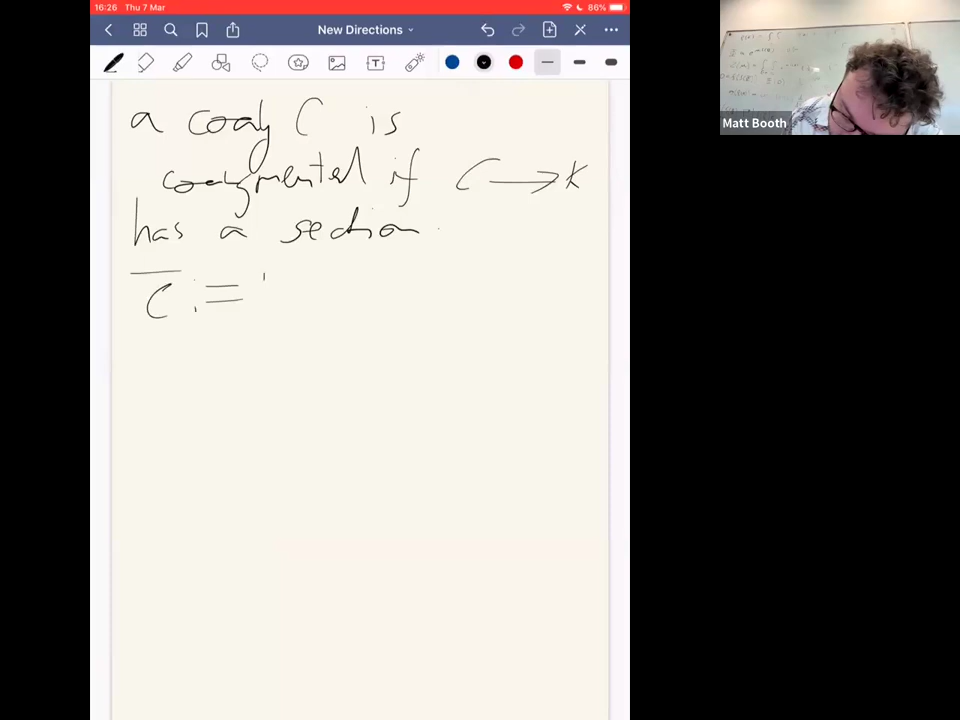 16:26 Thu 7 Mar
86%
New Directions
a coalg C is
coaugmented if C → k
has a section.
C̅ :=
Matt Booth